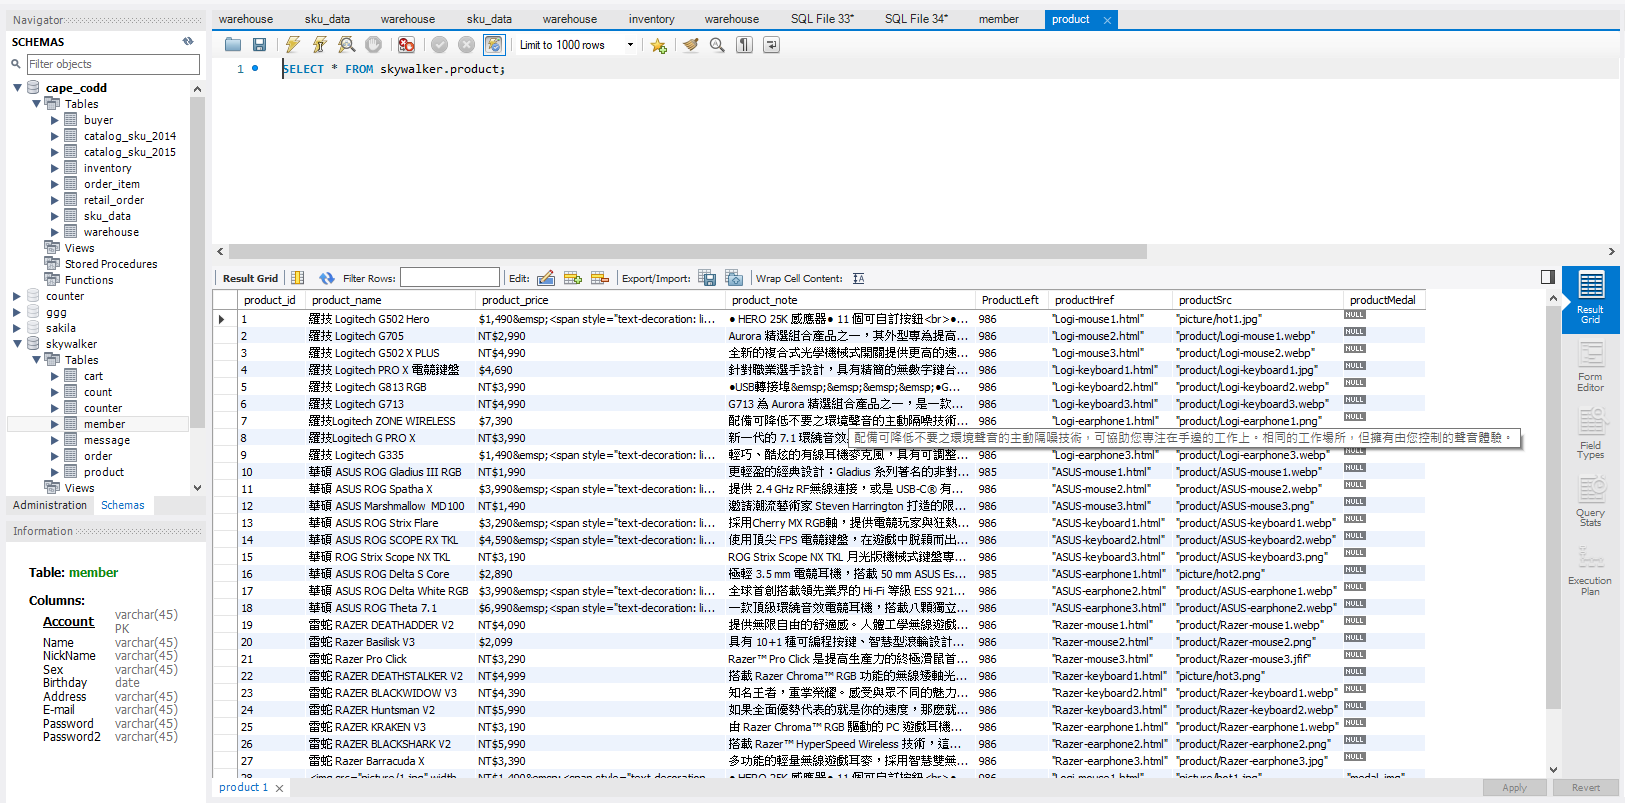 Navigator
SCHEMAS
Filter objects
cape_codd
Tables
buyer
catalog_sku_2014
catalog_sku_2015
inventory
order_item
retail_order
sku_data
warehouse
Views
Stored Procedures
Functions
counter
ggg
sakila
skywalker
Tables
cart
count
counter
member
message
order
product
Views
Administration Schemas
Information
Table: member
Columns:
Account varchar(45) PK
Name varchar(45)
NickName varchar(45)
Sex varchar(45)
Birthday date
Address varchar(45)
E-mail varchar(45)
Password varchar(45)
Password2 varchar(45)
warehouse sku_data warehouse sku_data warehouse inventory warehouse SQL File 33* SQL File 34* member product
Limit to 1000 rows
1 SELECT * FROM skywalker.product;
Result Grid Filter Rows: Edit: Export/Import: Wrap Cell Content:
product_id product_name product_price product_note ProductLeft productHref productSrc productMedal
1 羅技 Logitech G502 Hero $1,490&emsp;<span style="text-decoration: li... ● HERO 25K 感應器● 11 個可自訂按鈕<br>●... 986 "Logi-mouse1.html" "picture/hot1.jpg" NULL
2 羅技 Logitech G705 NT$2,990 Aurora 精選組合產品之一，其外型專為提高... 986 "Logi-mouse2.html" "product/Logi-mouse1.webp" NULL
3 羅技 Logitech G502 X PLUS NT$4,990 全新的複合式光學機械式開關提供更高的速... 986 "Logi-mouse3.html" "product/Logi-mouse2.webp" NULL
4 羅技 Logitech PRO X 電競鍵盤 $4,690 針對職業選手設計，具有精簡的無數字鍵台... 986 "Logi-keyboard1.html" "product/Logi-keyboard1.jpg" NULL
5 羅技 Logitech G813 RGB NT$3,990 ●USB轉接埠&emsp;&emsp;&emsp;&emsp;●G... 986 "Logi-keyboard2.html" "product/Logi-keyboard2.webp" NULL
6 羅技 Logitech G713 NT$4,990 G713 為 Aurora 精選組合產品之一，是一款... 986 "Logi-keyboard3.html" "product/Logi-keyboard3.webp" NULL
7 羅技Logitech ZONE WIRELESS $7,390 配備可降低不要之環境聲音的主動隔噪技術... 986 "Logi-earphone1.html" "product/Logi-earphone1.png" NULL
8 羅技Logitech G PRO X NT$3,990 新一代的 7.1 環繞音效
配備可降低不要之環境聲音的主動隔噪技術，可協助您專注在手邊的工作上。相同的工作場所，但擁有由您控制的聲音體驗。
9 羅技 Logitech G335 $1,490&emsp;<span style="text-decoration: li... 輕巧、酷炫的有線耳機麥克風，具有可調整... 986 "Logi-earphone3.html" "product/Logi-earphone3.webp" NULL
10 華碩 ASUS ROG Gladius III RGB NT$1,990 更輕盈的經典設計：Gladius 系列著名的非對... 985 "ASUS-mouse1.html" "product/ASUS-mouse1.webp" NULL
11 華碩 ASUS ROG Spatha X $3,990&emsp;<span style="text-decoration: li... 提供 2.4 GHz RF無線連接，或是 USB-C® 有... 986 "ASUS-mouse2.html" "product/ASUS-mouse2.webp" NULL
12 華碩 ASUS Marshmallow MD100 NT$1,490 邀請潮流藝術家 Steven Harrington 打造的限... 986 "ASUS-mouse3.html" "product/ASUS-mouse3.png" NULL
13 華碩 ASUS ROG Strix Flare $3,290&emsp;<span style="text-decoration: li... 採用Cherry MX RGB軸，提供電競玩家與狂熱... 986 "ASUS-keyboard1.html" "product/ASUS-keyboard1.webp" NULL
14 華碩 ASUS ROG SCOPE RX TKL $4,590&emsp;<span style="text-decoration: li... 使用頂尖 FPS 電競鍵盤，在遊戲中脫穎而出... 986 "ASUS-keyboard2.html" "product/ASUS-keyboard2.webp" NULL
15 華碩 ROG Strix Scope NX TKL NT$3,190 ROG Strix Scope NX TKL 月光版機械式鍵盤專... 986 "ASUS-keyboard3.html" "product/ASUS-keyboard3.png" NULL
16 華碩 ASUS ROG Delta S Core $2,890 極輕 3.5 mm 電競耳機，搭載 50 mm ASUS Es... 985 "ASUS-earphone1.html" "picture/hot2.png" NULL
17 華碩 ASUS ROG Delta White RGB $3,990&emsp;<span style="text-decoration: li... 全球首創搭載領先業界的 Hi-Fi 等級 ESS 921... 986 "ASUS-earphone2.html" "product/ASUS-earphone1.webp" NULL
18 華碩 ASUS ROG Theta 7.1 $6,990&emsp;<span style="text-decoration: li... 一款頂級環繞音效電競耳機，搭載八顆獨立... 986 "ASUS-earphone3.html" "product/ASUS-earphone2.webp" NULL
19 雷蛇 RAZER DEATHADDER V2 NT$4,090 提供無限自由的舒適感。人體工學無線遊戲... 986 "Razer-mouse1.html" "product/Razer-mouse1.webp" NULL
20 雷蛇 RAZER Basilisk V3 $2,099 具有 10+1 種可編程按鍵、智慧型滾輪設計... 986 "Razer-mouse2.html" "product/Razer-mouse2.png" NULL
21 雷蛇 Razer Pro Click NT$3,290 Razer™ Pro Click 是提高生產力的終極滑鼠首... 986 "Razer-mouse3.html" "product/Razer-mouse3.jfif" NULL
22 雷蛇 RAZER DEATHSTALKER V2 NT$4,999 搭載 Razer Chroma™ RGB 功能的無線矮軸光... 986 "Razer-keyboard1.html" "picture/hot3.png" NULL
23 雷蛇 RAZER BLACKWIDOW V3 NT$4,390 知名王者，重掌榮耀。感受與眾不同的魅力... 986 "Razer-keyboard2.html" "product/Razer-keyboard1.webp" NULL
24 雷蛇 RAZER Huntsman V2 NT$5,990 如果全面優勢代表的就是你的速度，那麼就... 986 "Razer-keyboard3.html" "product/Razer-keyboard2.webp" NULL
25 雷蛇 RAZER KRAKEN V3 NT$3,190 由 Razer Chroma™ RGB 驅動的 PC 遊戲耳機... 986 "Razer-earphone1.html" "product/Razer-earphone1.webp" NULL
26 雷蛇 RAZER BLACKSHARK V2 NT$5,990 搭載 Razer™ HyperSpeed Wireless 技術，這... 986 "Razer-earphone2.html" "product/Razer-earphone2.png" NULL
27 雷蛇 Razer Barracuda X NT$3,390 多功能的輕量無線遊戲耳麥，採用智慧雙無... 986 "Razer-earphone3.html" "product/Razer-earphone3.jpg" NULL
28 <img src="picture/1.jpg" width... NT$1,490&emsp;<span style="text-decoration... ● HERO 25K 感應器● 11 個可自訂按鈕<br>●... 986 "Logi-mouse1.html" "picture/hot1.jpg"
product 1 Apply Revert
Result Grid
Form Editor
Field Types
Query Stats
Execution Plan